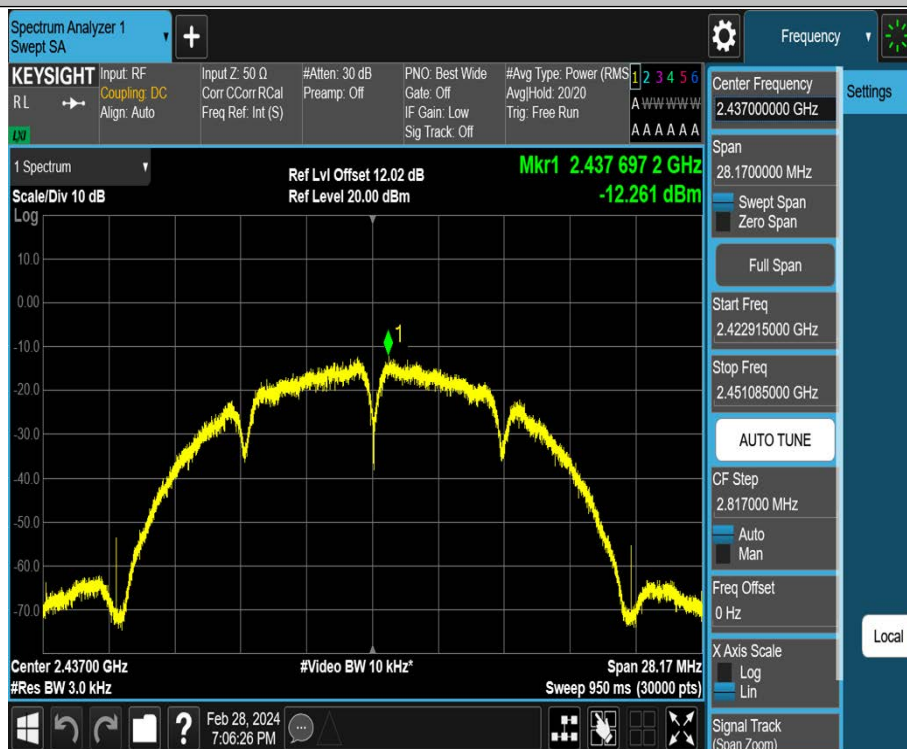 Spectrum Analyzer 1
Swept SA
+
Frequency
KEYSIGHT
RL
LXI
Input: RF
Coupling: DC
Align: Auto
Input Z: 50 Ω
Corr CCorr RCal
Freq Ref: Int (S)
#Atten: 30 dB
Preamp: Off
PNO: Best Wide
Gate: Off
IF Gain: Low
Sig Track: Off
#Avg Type: Power (RMS
Avg|Hold: 20/20
Trig: Free Run
1 2 3 4 5 6
A W W W W W
A A A A A A
1 Spectrum
Scale/Div 10 dB
Log
Ref Lvl Offset 12.02 dB
Ref Level 20.00 dBm
Mkr1 2.437 697 2 GHz
-12.261 dBm
10.0
0.00
-10.0
-20.0
-30.0
-40.0
-50.0
-60.0
-70.0
1
Center 2.43700 GHz
#Res BW 3.0 kHz
#Video BW 10 kHz*
Span 28.17 MHz
Sweep 950 ms (30000 pts)
?
Feb 28, 2024
7:06:26 PM
Center Frequency
2.437000000 GHz
Span
28.1700000 MHz
Swept Span
Zero Span
Full Span
Start Freq
2.422915000 GHz
Stop Freq
2.451085000 GHz
AUTO TUNE
CF Step
2.817000 MHz
Auto
Man
Freq Offset
0 Hz
X Axis Scale
Log
Lin
Signal Track
(Span Zoom)
Settings
Local